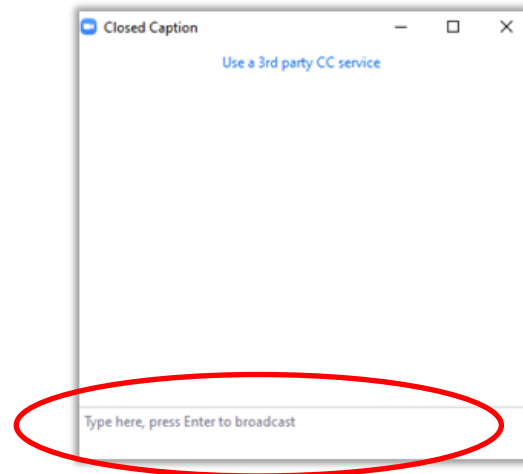 Closed Caption
Use a 3rd party CC service
Type here, press Enter to broadcast